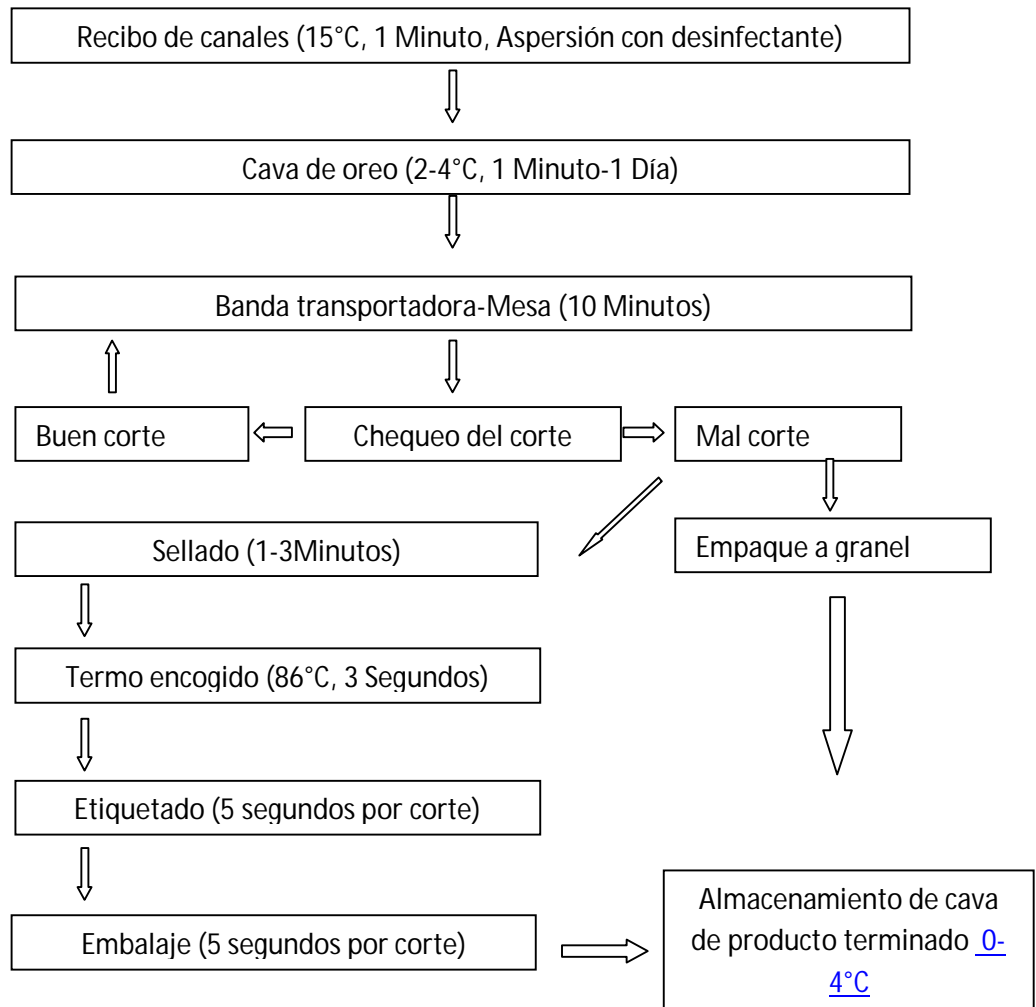 Recibo de canales (15°C, 1 Minuto, Aspersión con desinfectante)
Cava de oreo (2-4°C, 1 Minuto-1 Día)
Banda transportadora-Mesa (10 Minutos)
Buen corte
Chequeo del corte
Mal corte
Sellado (1-3Minutos)
Empaque a granel
Termo encogido (86°C, 3 Segundos)
Etiquetado (5 segundos por corte)
Embalaje (5 segundos por corte)
Almacenamiento de cava
de producto terminado 0-
4°C